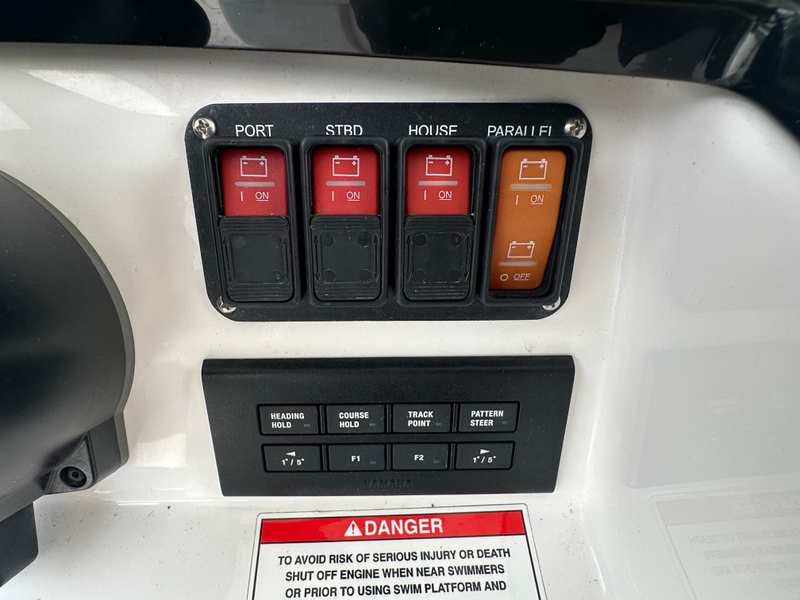 PORT STBD HOUSE PARALLEL
I ON I ON I ON I ON
O OFF
HEADING HOLD COURSE HOLD TRACK POINT PATTERN STEER
1°/5° F1 F2 1°/5°
YAMAHA
DANGER
TO AVOID RISK OF SERIOUS INJURY OR DEATH
SHUT OFF ENGINE WHEN NEAR SWIMMERS
OR PRIOR TO USING SWIM PLATFORM AND